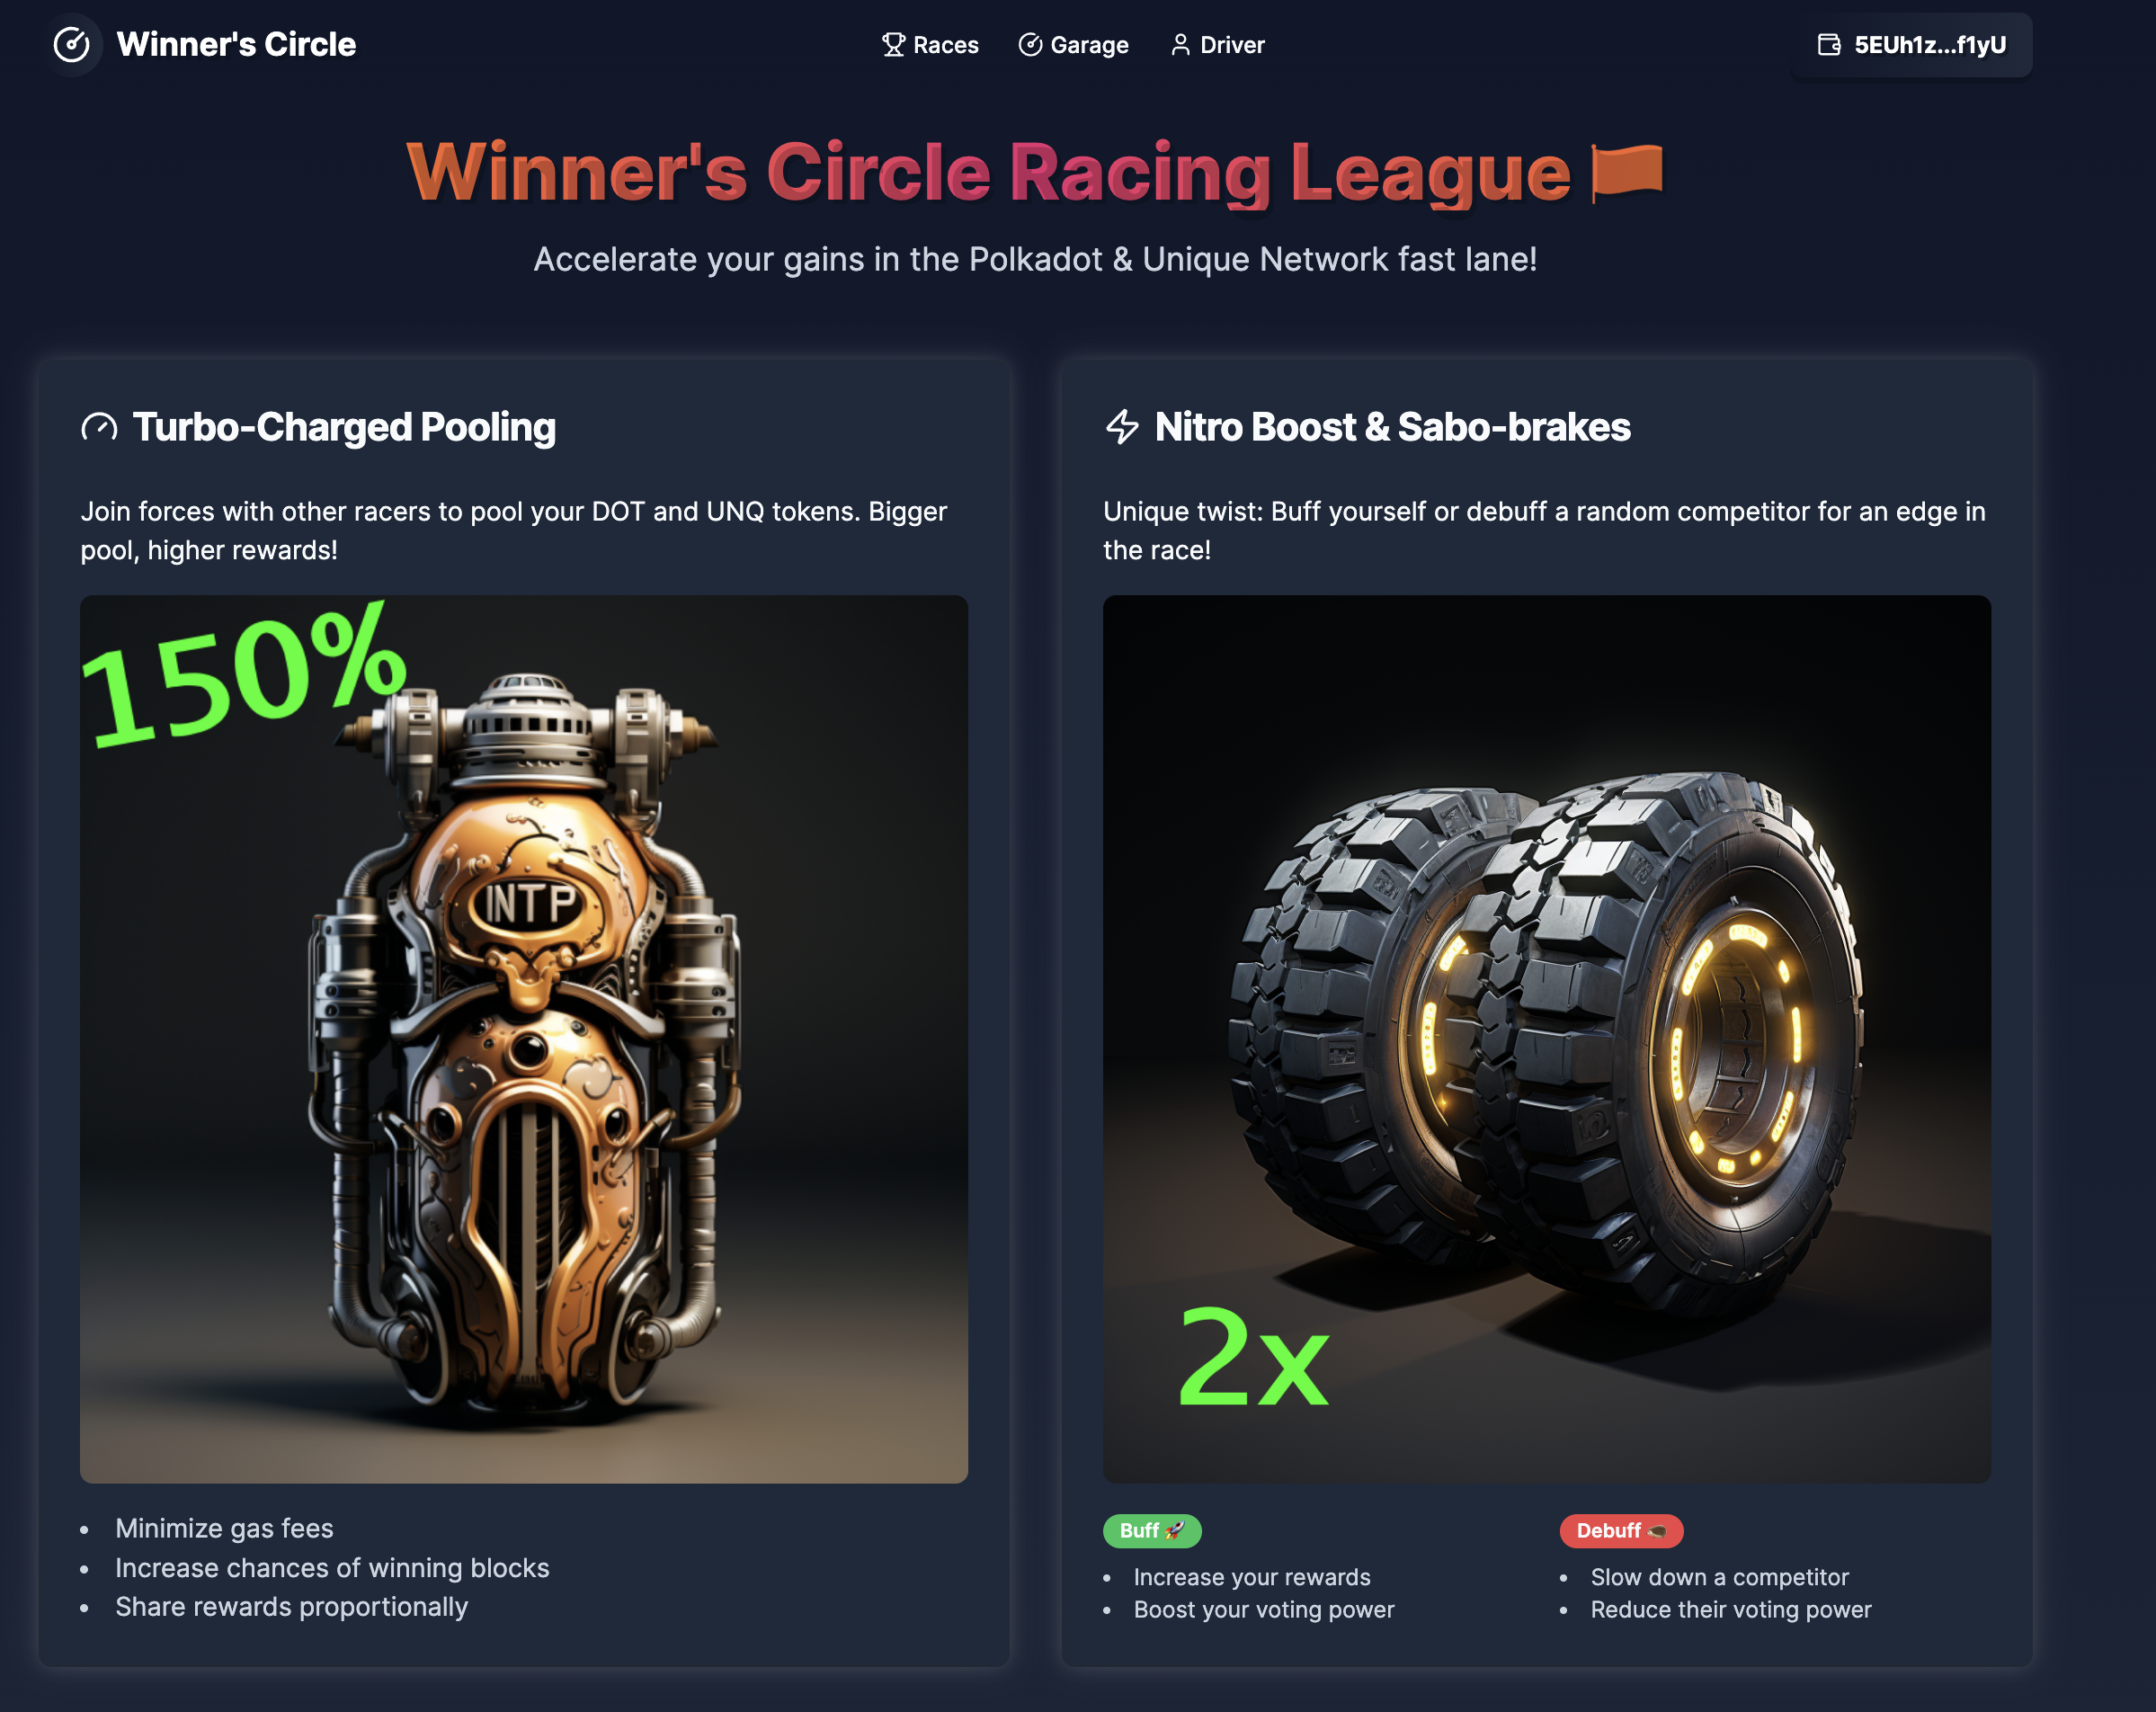 Winner's Circle
Races
Garage
Driver
5EUh1z...f1yU
Winner's Circle Racing League
Accelerate your gains in the Polkadot & Unique Network fast lane!
Turbo-Charged Pooling
Join forces with other racers to pool your DOT and UNQ tokens. Bigger
pool, higher rewards!
150%
INTP
Minimize gas fees
Increase chances of winning blocks
Share rewards proportionally
Nitro Boost & Sabo-brakes
Unique twist: Buff yourself or debuff a random competitor for an edge in
the race!
2x
Buff 🚀
Increase your rewards
Boost your voting power
Debuff 🥔
Slow down a competitor
Reduce their voting power